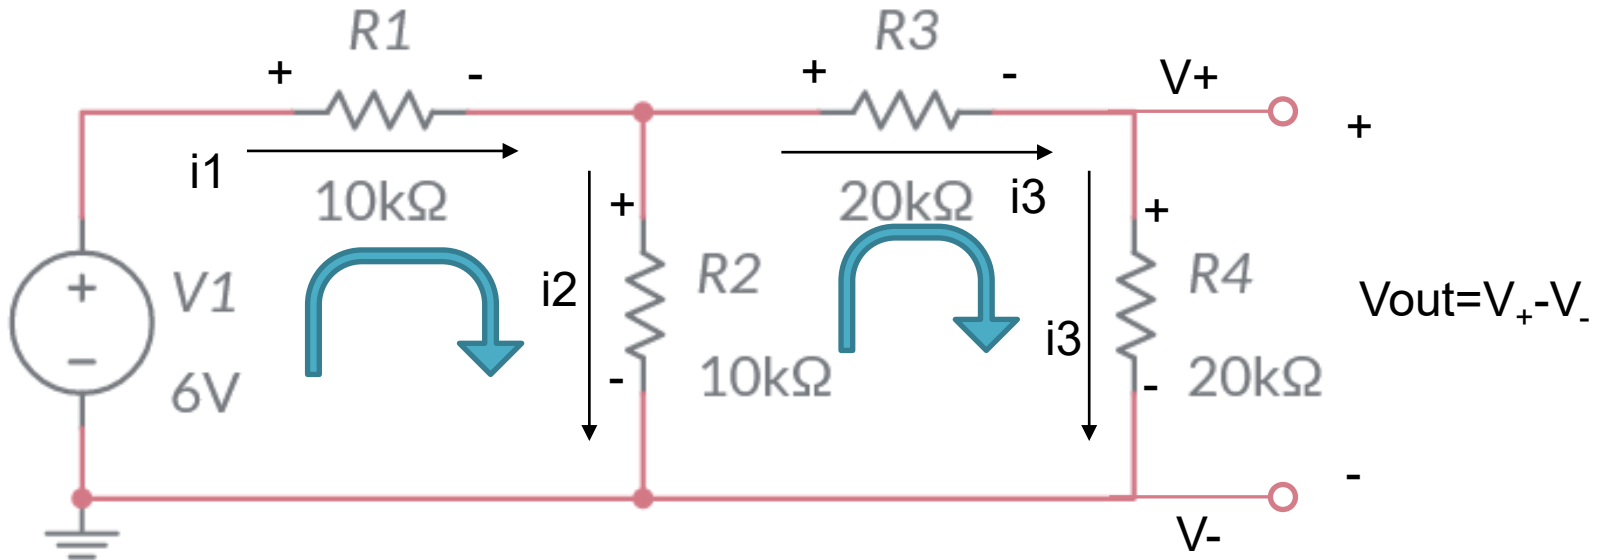 R1
R3
+ -
+ -
V+
+
i1
10kΩ
20kΩ
i3
+
+
+
V1
i2
R2
R4
Vout=V₊-V₋
-
6V
-
10kΩ
i3
-
20kΩ
-
V-